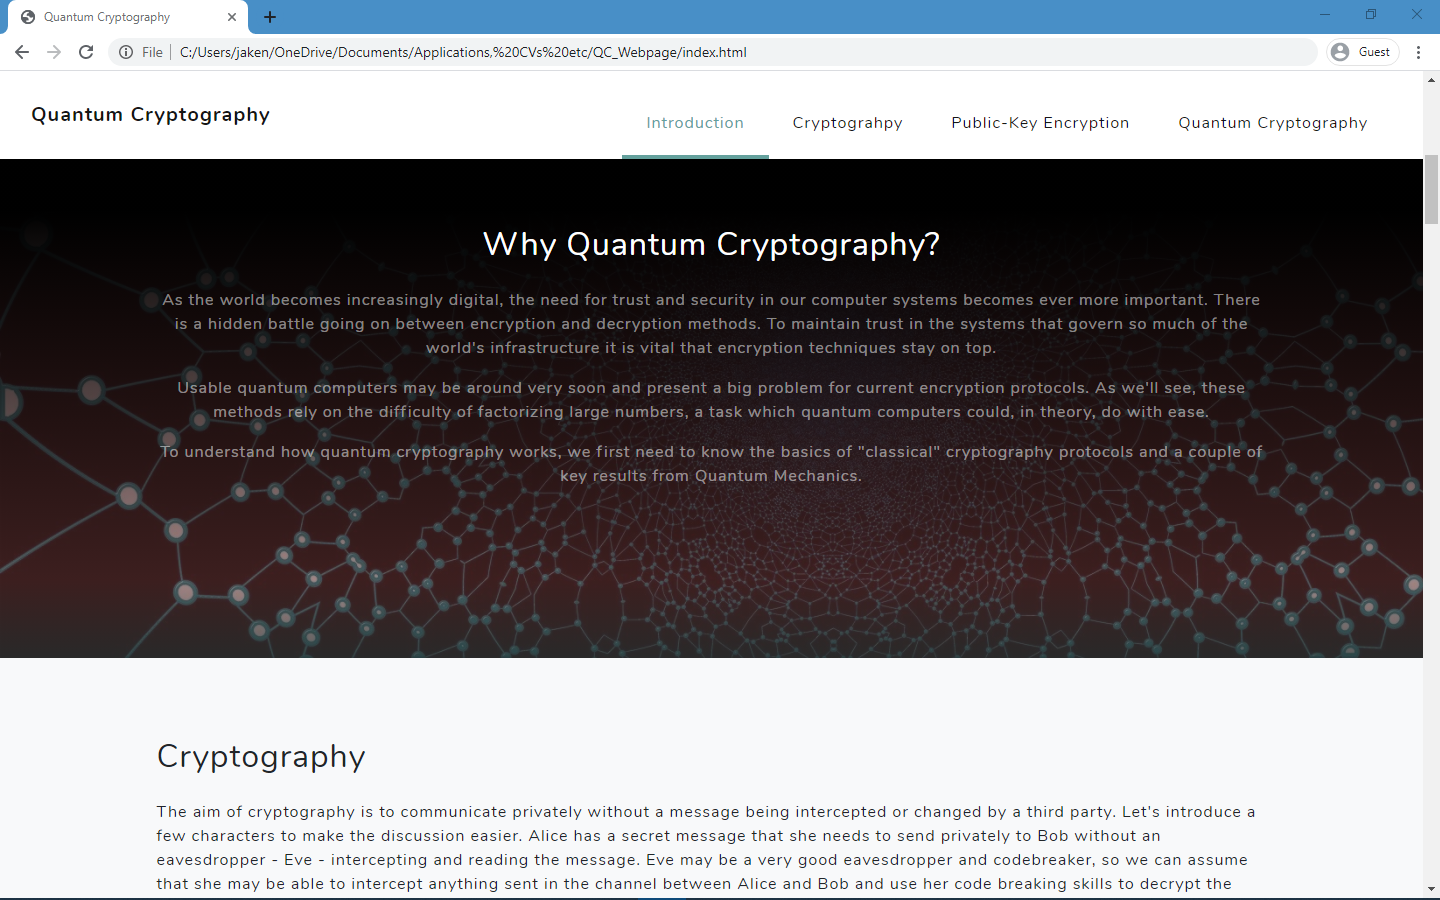 Quantum Cryptography
File
C:/Users/jaken/OneDrive/Documents/Applications,%20CVs%20etc/QC_Webpage/index.html
Guest
Quantum Cryptography
Introduction
Cryptograhpy
Public-Key Encryption
Quantum Cryptography
Why Quantum Cryptography?
As the world becomes increasingly digital, the need for trust and security in our computer systems becomes ever more important. There
is a hidden battle going on between encryption and decryption methods. To maintain trust in the systems that govern so much of the
world's infrastructure it is vital that encryption techniques stay on top.
Usable quantum computers may be around very soon and present a big problem for current encryption protocols. As we'll see, these
methods rely on the difficulty of factorizing large numbers, a task which quantum computers could, in theory, do with ease.
To understand how quantum cryptography works, we first need to know the basics of "classical" cryptography protocols and a couple of
key results from Quantum Mechanics.
Cryptography
The aim of cryptography is to communicate privately without a message being intercepted or changed by a third party. Let's introduce a
few characters to make the discussion easier. Alice has a secret message that she needs to send privately to Bob without an
eavesdropper - Eve - intercepting and reading the message. Eve may be a very good eavesdropper and codebreaker, so we can assume
that she may be able to intercept anything sent in the channel between Alice and Bob and use her code breaking skills to decrypt the